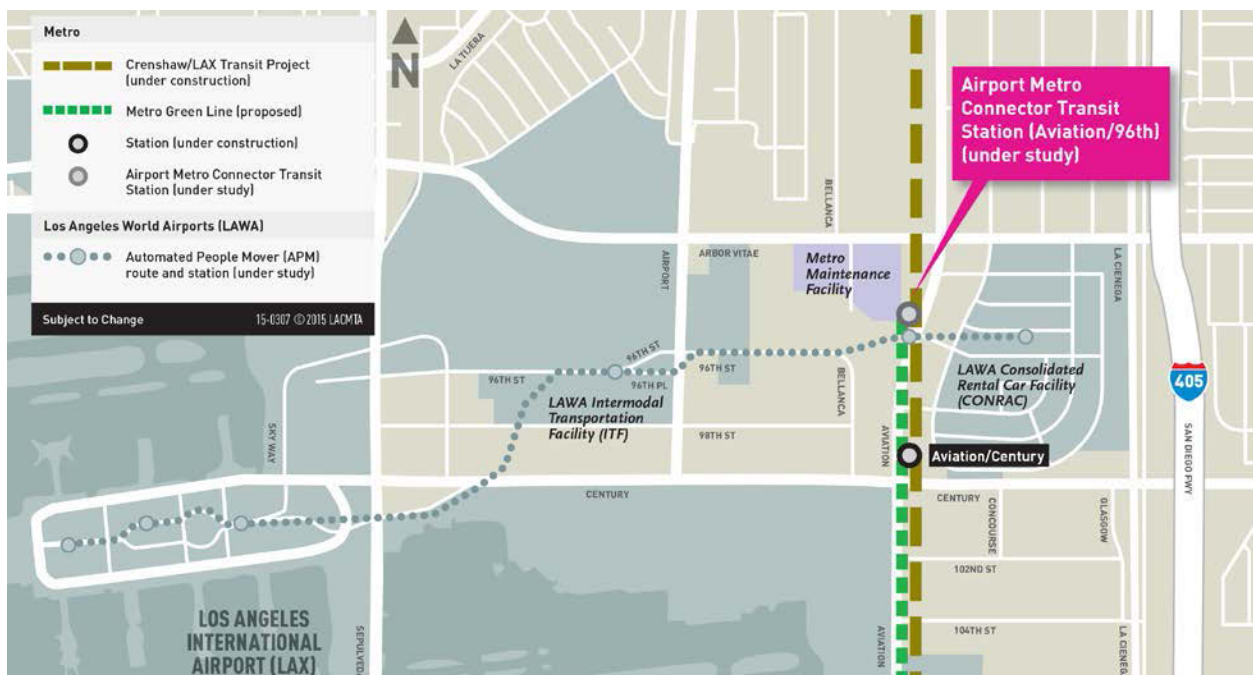 Metro
Crenshaw/LAX Transit Project
(under construction)
Metro Green Line (proposed)
Station (under construction)
Airport Metro Connector Transit
Station (under study)
Los Angeles World Airports (LAWA)
Automated People Mover (APM)
route and station (under study)
Subject to Change
15-0307 © 2015 LACMTA
N
LA TIJERA
Airport Metro
Connector Transit
Station (Aviation/96th)
(under study)
BELLANCA
AIRPORT
ARBOR VITAE
Metro
Maintenance
Facility
LA CIENEGA
96TH ST
96TH ST
96TH PL
96TH ST
BELLANCA
LAWA Consolidated
Rental Car Facility
(CONRAC)
405
LAWA Intermodal
Transportation
Facility (ITF)
SKY WAY
98TH ST
AVIATION
Aviation/Century
SAN DIEGO FWY
CENTURY
CENTURY
CONCOURSE
GLASGOW
102ND ST
104TH ST
LOS ANGELES
INTERNATIONAL
AIRPORT (LAX)
SEPULVEDA
AVIATION
LA CIENEGA